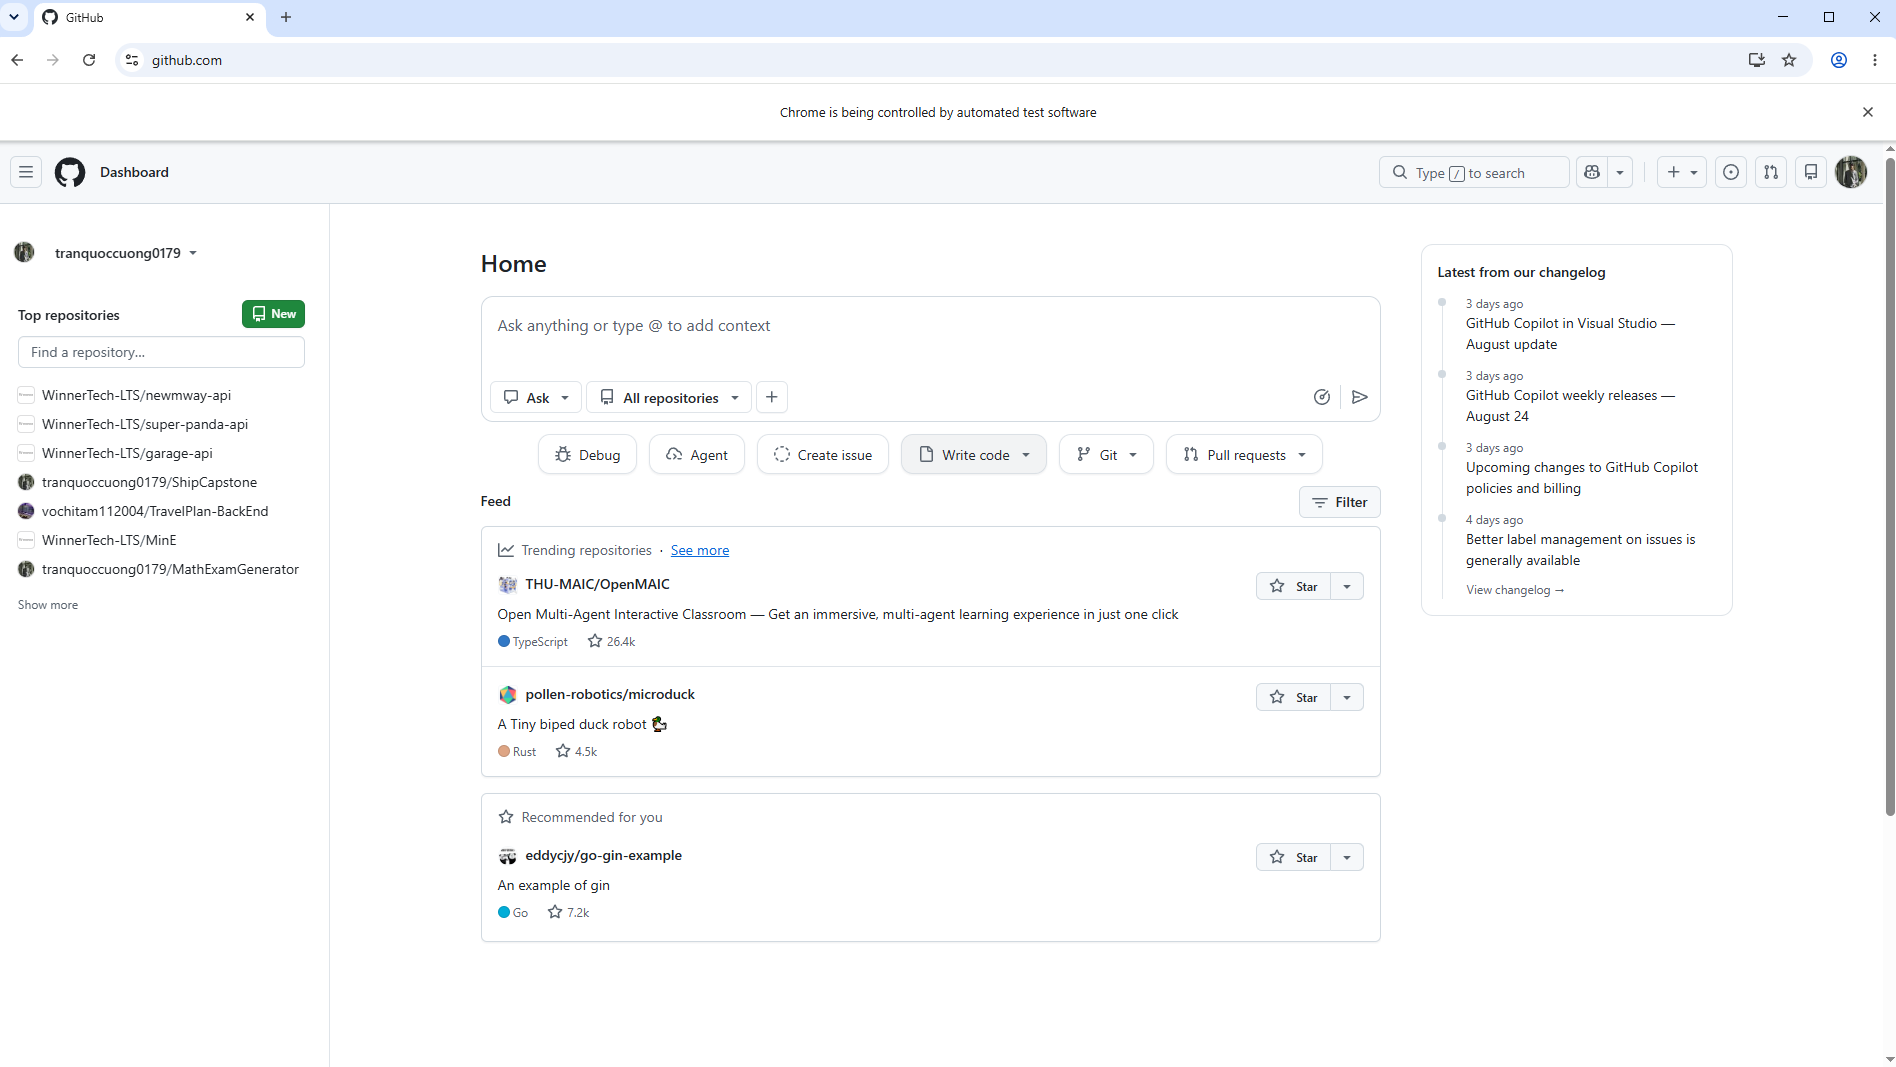 GitHub
github.com
Chrome is being controlled by automated test software
Dashboard
Type / to search
tranquoccuong0179
Top repositories
New
Find a repository...
WinnerTech-LTS/newmway-api
WinnerTech-LTS/super-panda-api
WinnerTech-LTS/garage-api
tranquoccuong0179/ShipCapstone
vochitam112004/TravelPlan-BackEnd
WinnerTech-LTS/MinE
tranquoccuong0179/MathExamGenerator
Show more
Home
Ask anything or type @ to add context
Ask
All repositories
Debug
Agent
Create issue
Write code
Git
Pull requests
Feed
Filter
Trending repositories · See more
THU-MAIC/OpenMAIC
Star
Open Multi-Agent Interactive Classroom — Get an immersive, multi-agent learning experience in just one click
TypeScript 26.4k
pollen-robotics/microduck
Star
A Tiny biped duck robot 🦆
Rust 4.5k
Recommended for you
eddycjy/go-gin-example
Star
An example of gin
Go 7.2k
Latest from our changelog
3 days ago
GitHub Copilot in Visual Studio —
August update
3 days ago
GitHub Copilot weekly releases —
August 24
3 days ago
Upcoming changes to GitHub Copilot
policies and billing
4 days ago
Better label management on issues is
generally available
View changelog →